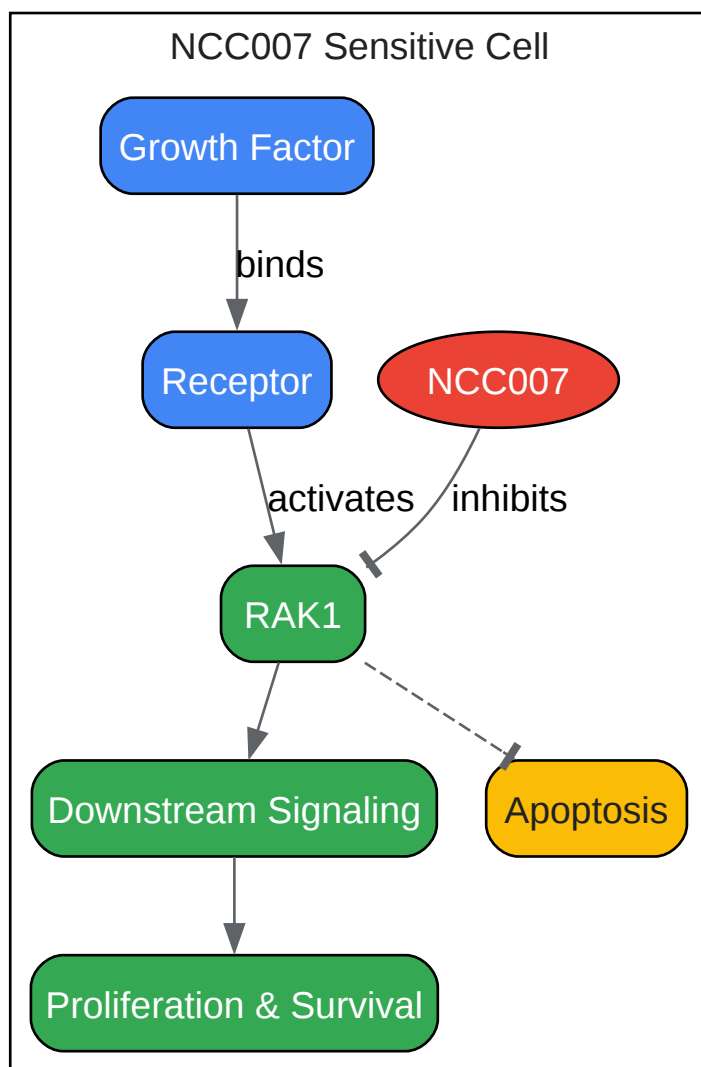 NCC007 Sensitive Cell
Growth Factor
binds
Receptor
NCC007
activates
inhibits
RAK1
Downstream Signaling
Apoptosis
Proliferation & Survival